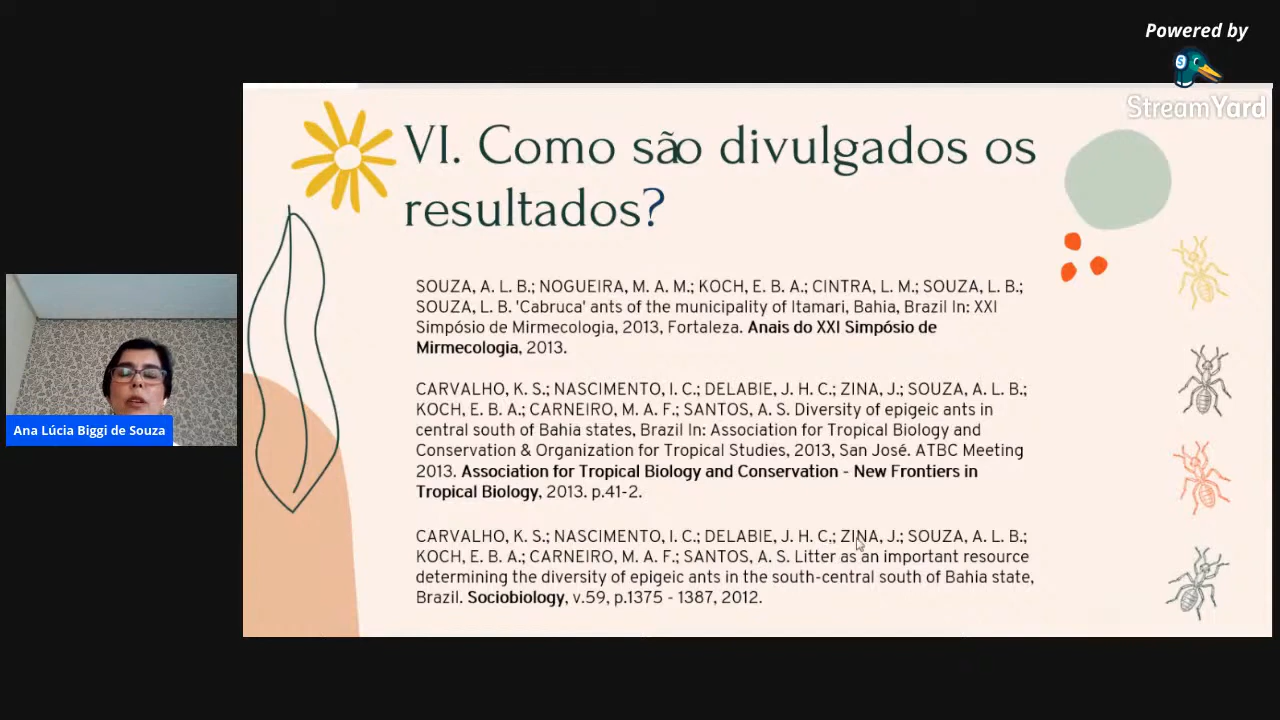 Powered by
StreamYard
VI. Como são divulgados os
resultados?
SOUZA, A. L. B.; NOGUEIRA, M. A. M.; KOCH, E. B. A.; CINTRA, L. M.; SOUZA, L. B.;
SOUZA, L. B. 'Cabruca' ants of the municipality of Itamari, Bahia, Brazil In: XXI
Simpósio de Mirmecologia, 2013, Fortaleza. Anais do XXI Simpósio de
Mirmecologia, 2013.
CARVALHO, K. S.; NASCIMENTO, I. C.; DELABIE, J. H. C.; ZINA, J.; SOUZA, A. L. B.;
KOCH, E. B. A.; CARNEIRO, M. A. F.; SANTOS, A. S. Diversity of epigeic ants in
central south of Bahia states, Brazil In: Association for Tropical Biology and
Conservation & Organization for Tropical Studies, 2013, San José. ATBC Meeting
2013. Association for Tropical Biology and Conservation - New Frontiers in
Tropical Biology, 2013. p.41-2.
CARVALHO, K. S.; NASCIMENTO, I. C.; DELABIE, J. H. C.; ZINA, J.; SOUZA, A. L. B.;
KOCH, E. B. A.; CARNEIRO, M. A. F.; SANTOS, A. S. Litter as an important resource
determining the diversity of epigeic ants in the south-central south of Bahia state,
Brazil. Sociobiology, v.59, p.1375 - 1387, 2012.
Ana Lúcia Biggi de Souza